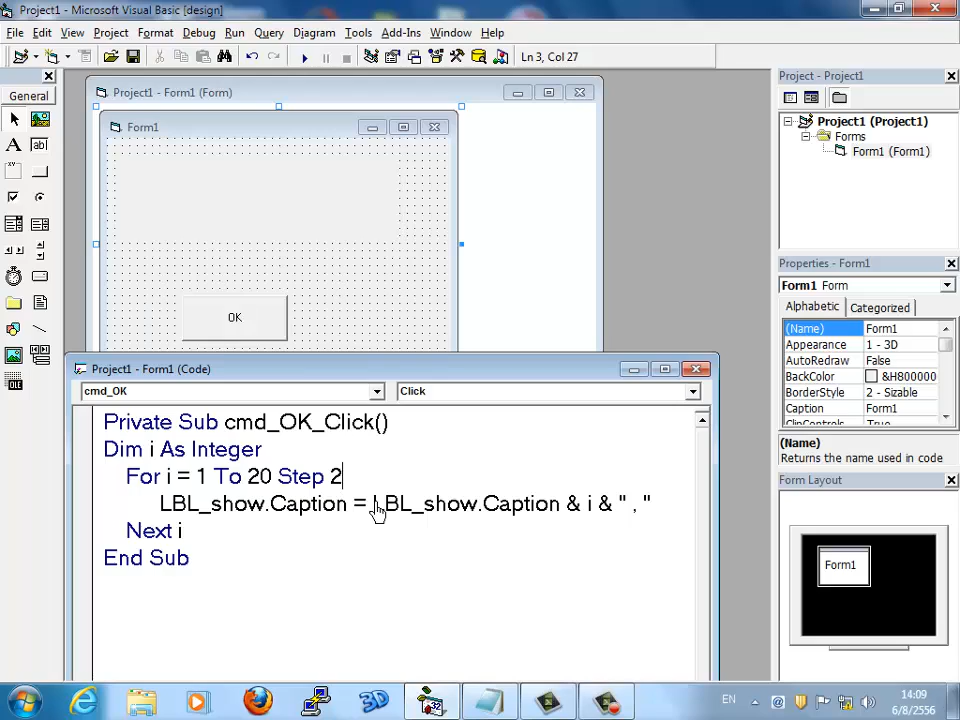 Project1 - Microsoft Visual Basic [design]
File Edit View Project Format Debug Run Query Diagram Tools Add-Ins Window Help
Ln 3, Col 27
General
A
ab|
xy
OLE
Project1 - Form1 (Form)
Form1
OK
Project1 - Form1 (Code)
cmd_OK Click
Private Sub cmd_OK_Click()
Dim i As Integer
For i = 1 To 20 Step 2
LBL_show.Caption = LBL_show.Caption & i & " , "
Next i
End Sub
Project - Project1
Project1 (Project1)
Forms
Form1 (Form1)
Properties - Form1
Form1 Form
Alphabetic Categorized
(Name) Form1
Appearance 1 - 3D
AutoRedraw False
BackColor &H800000
BorderStyle 2 - Sizable
Caption Form1
(Name)
Returns the name used in code
Form Layout
Form1
32
EN
14:09
6/8/2556